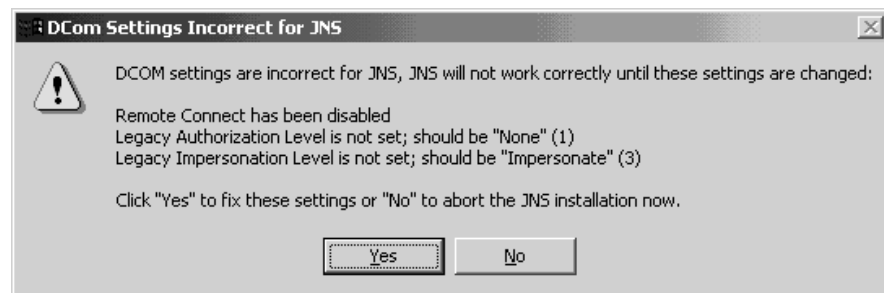 DCom Settings Incorrect for JNS
DCOM settings are incorrect for JNS, JNS will not work correctly until these settings are changed:
Remote Connect has been disabled
Legacy Authorization Level is not set; should be "None" (1)
Legacy Impersonation Level is not set; should be "Impersonate" (3)
Click "Yes" to fix these settings or "No" to abort the JNS installation now.
Yes
No